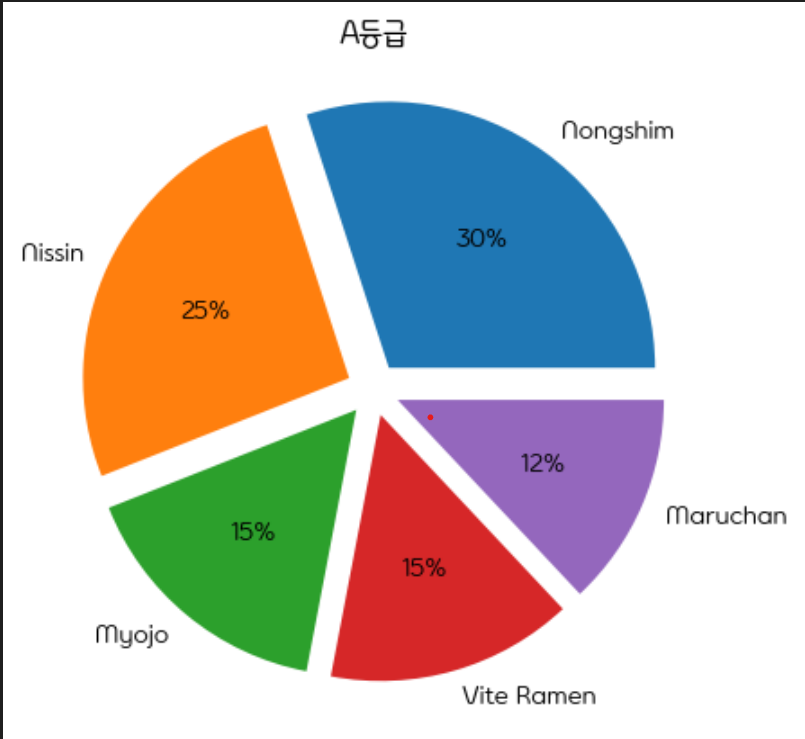 A등급
Nongshim
30%
Nissin
25%
12%
Maruchan
15%
15%
Myojo
Vite Ramen